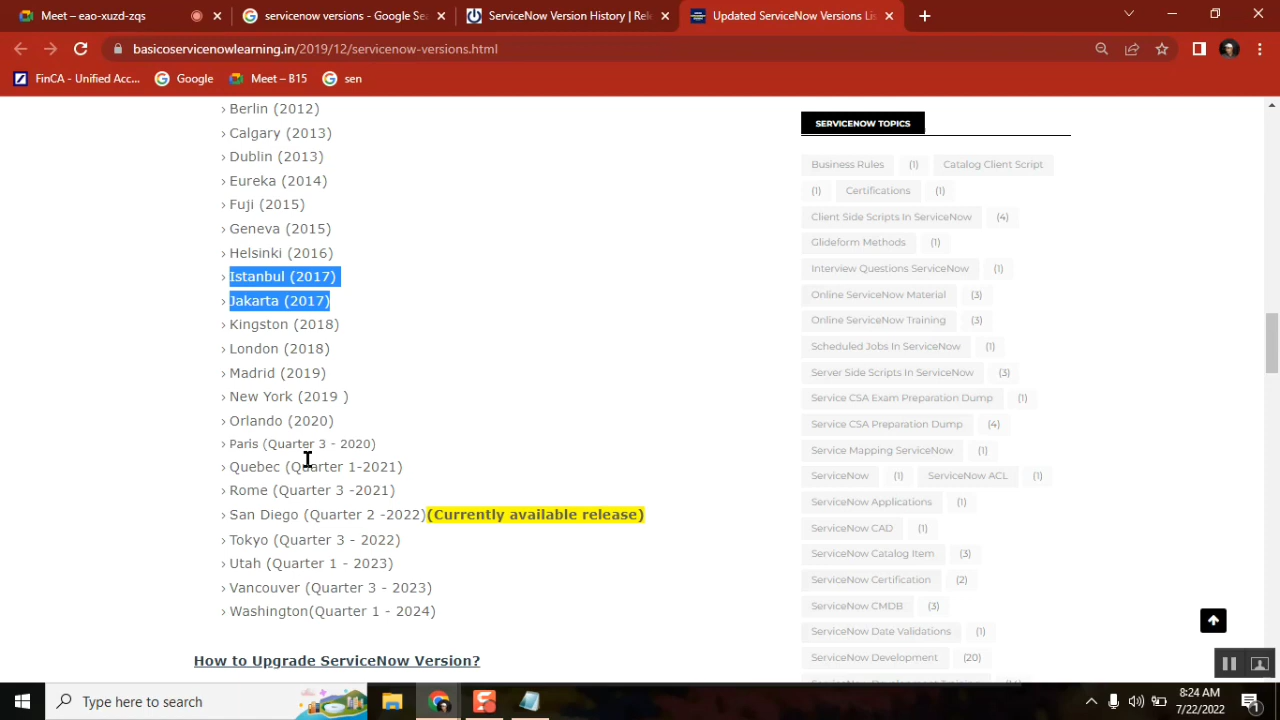 Meet – eao-xuzd-zqs
servicenow versions - Google Se
ServiceNow Version History | Rele
Updated ServiceNow Versions Lis
basicoservicenowlearning.in/2019/12/servicenow-versions.html
FinCA - Unified Acc...
Google
Meet – B15
sen
Berlin (2012)
Calgary (2013)
Dublin (2013)
Eureka (2014)
Fuji (2015)
Geneva (2015)
Helsinki (2016)
Istanbul (2017)
Jakarta (2017)
Kingston (2018)
London (2018)
Madrid (2019)
New York (2019 )
Orlando (2020)
Paris (Quarter 3 - 2020)
Quebec (Quarter 1-2021)
Rome (Quarter 3 -2021)
San Diego (Quarter 2 -2022)(Currently available release)
Tokyo (Quarter 3 - 2022)
Utah (Quarter 1 - 2023)
Vancouver (Quarter 3 - 2023)
Washington(Quarter 1 - 2024)
How to Upgrade ServiceNow Version?
SERVICENOW TOPICS
Business Rules (1) Catalog Client Script
(1) Certifications (1)
Client Side Scripts In ServiceNow (4)
Glideform Methods (1)
Interview Questions ServiceNow (1)
Online ServiceNow Material (3)
Online ServiceNow Training (3)
Scheduled Jobs In ServiceNow (1)
Server Side Scripts In ServiceNow (3)
Service CSA Exam Preparation Dump (1)
Service CSA Preparation Dump (4)
Service Mapping ServiceNow (1)
ServiceNow (1) ServiceNow ACL (1)
ServiceNow Applications (1)
ServiceNow CAD (1)
ServiceNow Catalog Item (3)
ServiceNow Certification (2)
ServiceNow CMDB (3)
ServiceNow Date Validations (1)
ServiceNow Development (20)
Type here to search
8:24 AM
7/22/2022
1